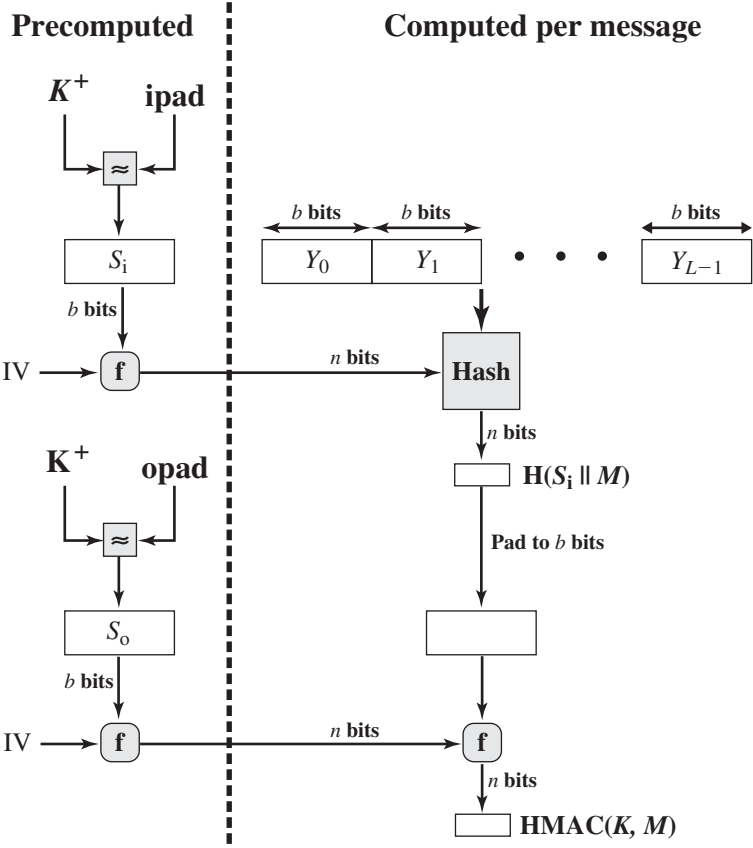 Precomputed
Computed per message
K+ ipad
≈
b bits b bits b bits
Si
Y0 Y1 • • • YL−1
b bits
IV f n bits Hash
n bits
H(Si || M)
K+ opad
≈
Pad to b bits
So
b bits
IV f n bits f
n bits
HMAC(K, M)